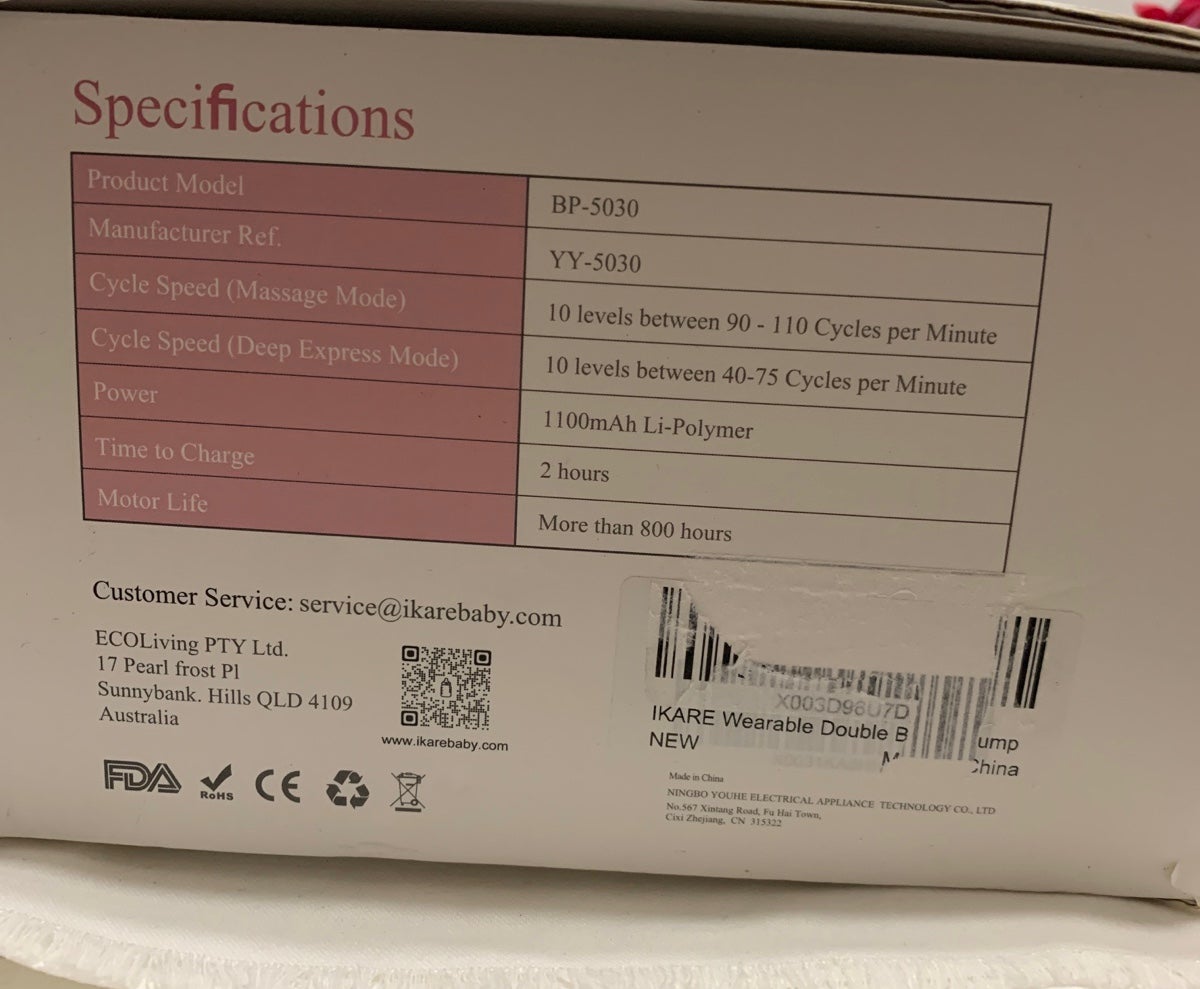 Specifications
Product Model BP-5030
Manufacturer Ref. YY-5030
Cycle Speed (Massage Mode) 10 levels between 90 - 110 Cycles per Minute
Cycle Speed (Deep Express Mode) 10 levels between 40-75 Cycles per Minute
Power 1100mAh Li-Polymer
Time to Charge 2 hours
Motor Life More than 800 hours
Customer Service: service@ikarebaby.com
ECOLiving PTY Ltd.
17 Pearl frost Pl
Sunnybank. Hills QLD 4109
Australia
www.ikarebaby.com
FDA
RoHS
CE
X003D96U7D
IKARE Wearable Double B ump
NEW M China
Made in China
NINGBO YOUHE ELECTRICAL APPLIANCE TECHNOLOGY CO., LTD
No.567 Xintang Road, Fu Hai Town,
Cixi Zhejiang, CN 315322